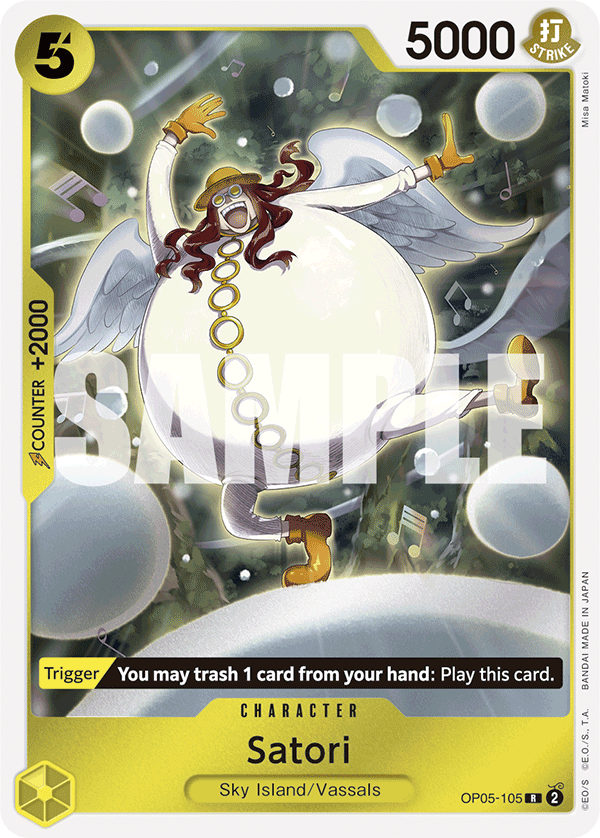 5
5000
打
STRIKE
Misa Matoki
COUNTER +2000
SAMPLE
Trigger You may trash 1 card from your hand: Play this card.
CHARACTER
Satori
Sky Island/Vassals
OP05-105 R 2
©EO/S ©E.O./S., T.A. BANDAI MADE IN JAPAN